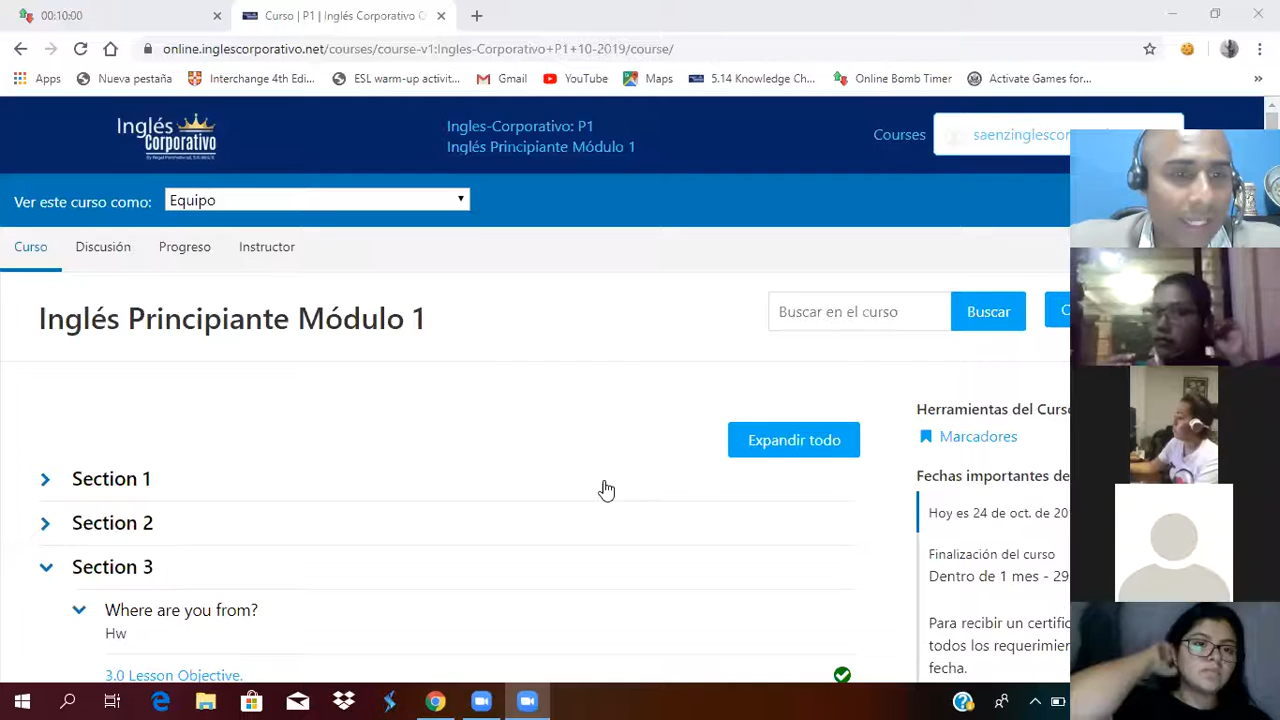 00:10:00
Curso | P1 | Inglés Corporativo C
online.inglescorporativo.net/courses/course-v1:Ingles-Corporativo+P1+10-2019/course/
Apps
Nueva pestaña
Interchange 4th Edi...
ESL warm-up activit...
Gmail
YouTube
Maps
5.14 Knowledge Ch...
Online Bomb Timer
Activate Games for...
»
Inglés
Corporativo
Ingles-Corporativo: P1
Inglés Principiante Módulo 1
Courses
saenzinglescor
Ver este curso como:
Equipo
Curso
Discusión
Progreso
Instructor
Inglés Principiante Módulo 1
Buscar en el curso
Buscar
Expandir todo
Herramientas del Curso
Marcadores
Section 1
Fechas importantes de
Section 2
Hoy es 24 de oct. de 20
Finalización del curso
Section 3
Dentro de 1 mes - 29
Where are you from?
Hw
Para recibir un certific
todos los requerimien
fecha.
3.0 Lesson Objective.